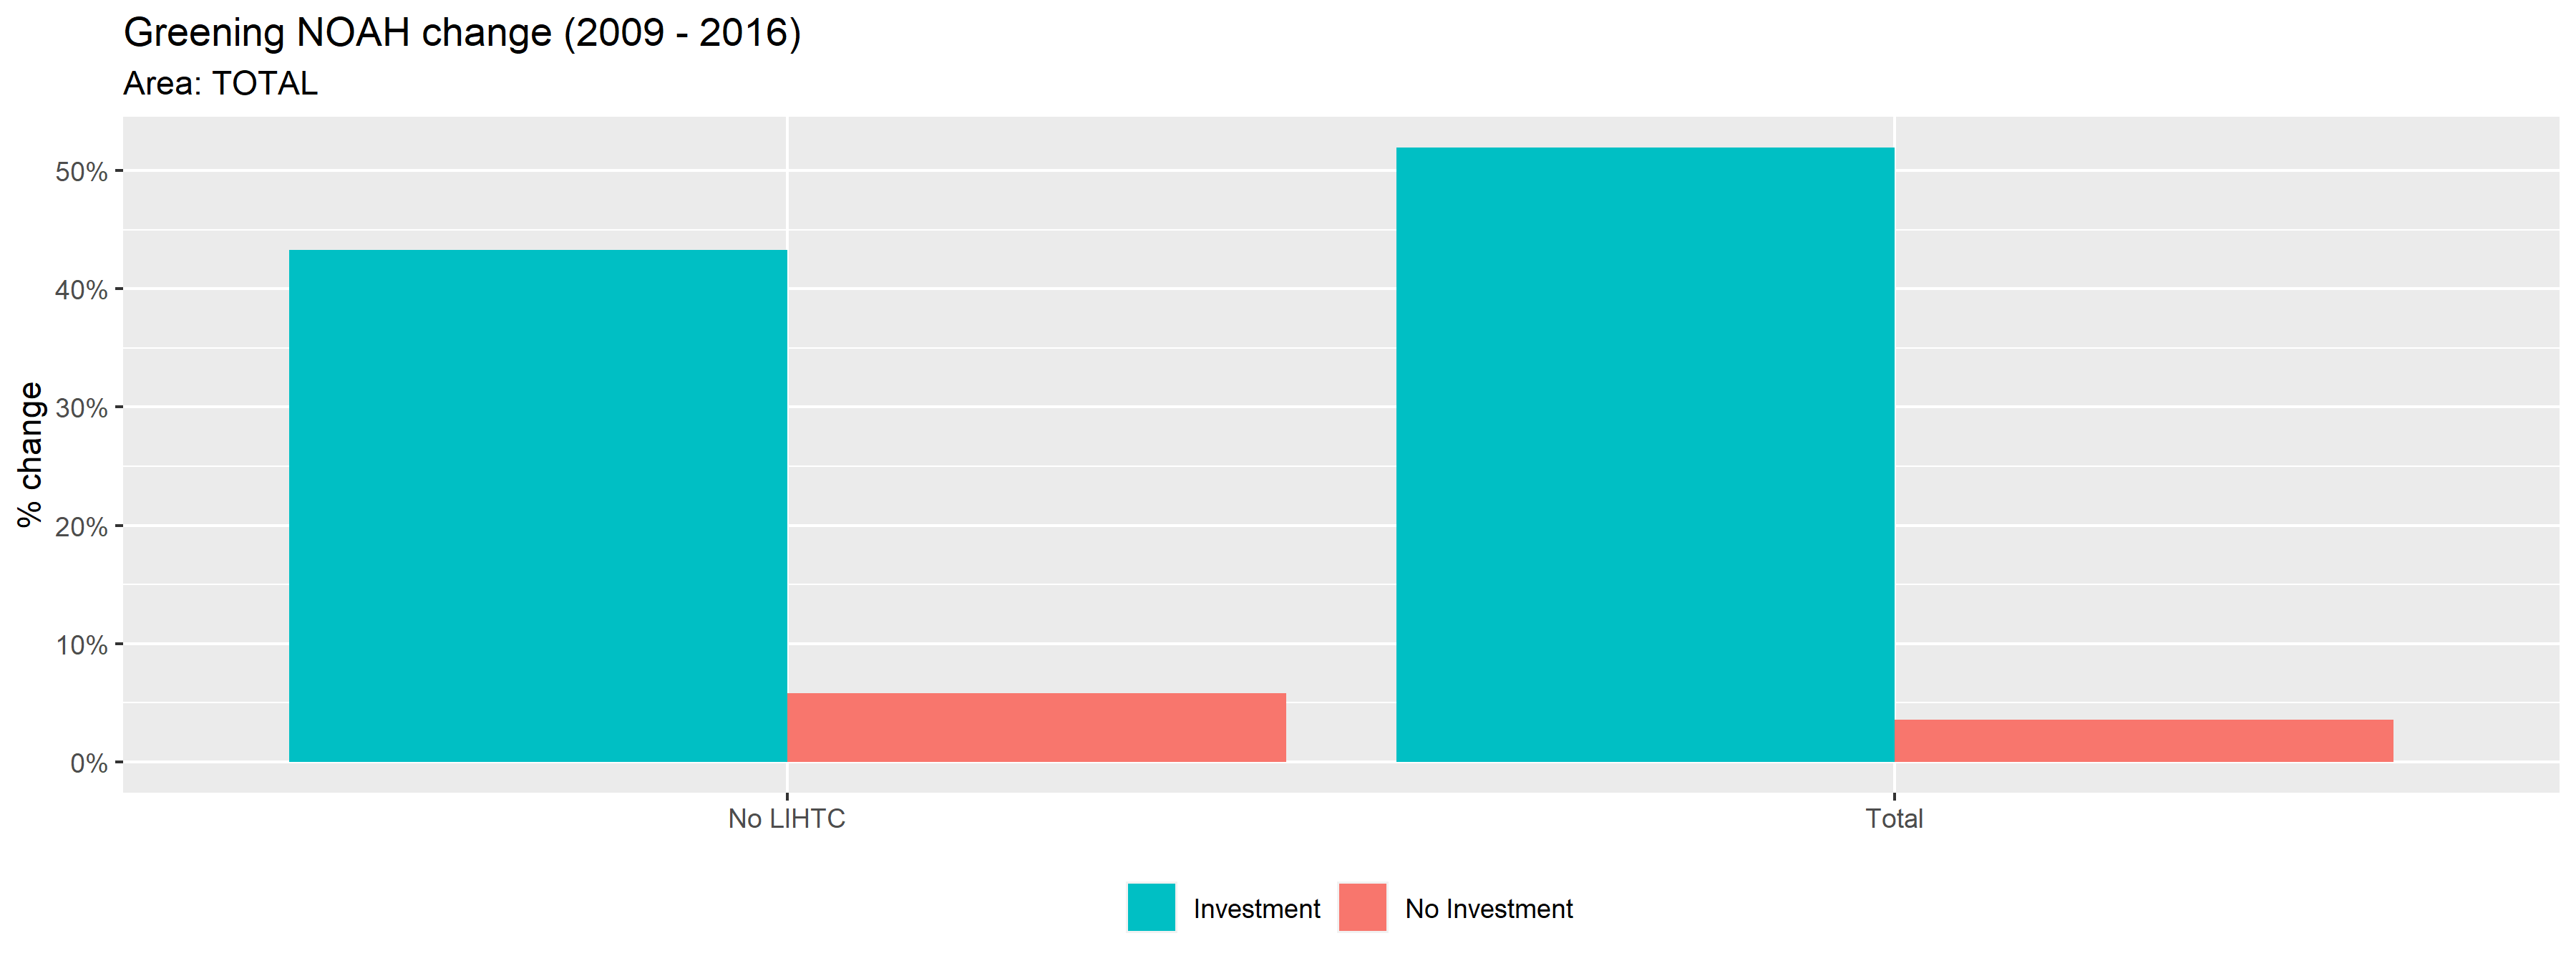 Greening NOAH change (2009 - 2016)
Area: TOTAL
% change
50%
40%
30%
20%
10%
0%
No LIHTC
Total
Investment
No Investment